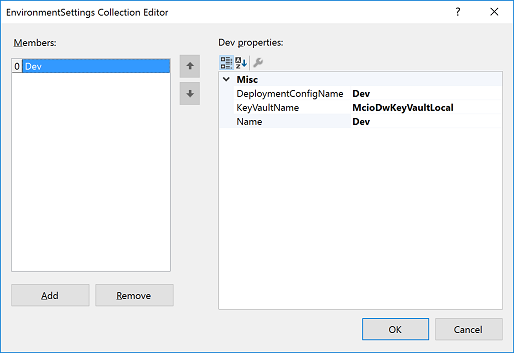 EnvironmentSettings Collection Editor
?
Members:
Dev properties:
0 Dev
Misc
DeploymentConfigName Dev
KeyVaultName McioDwKeyVaultLocal
Name Dev
Add
Remove
OK
Cancel